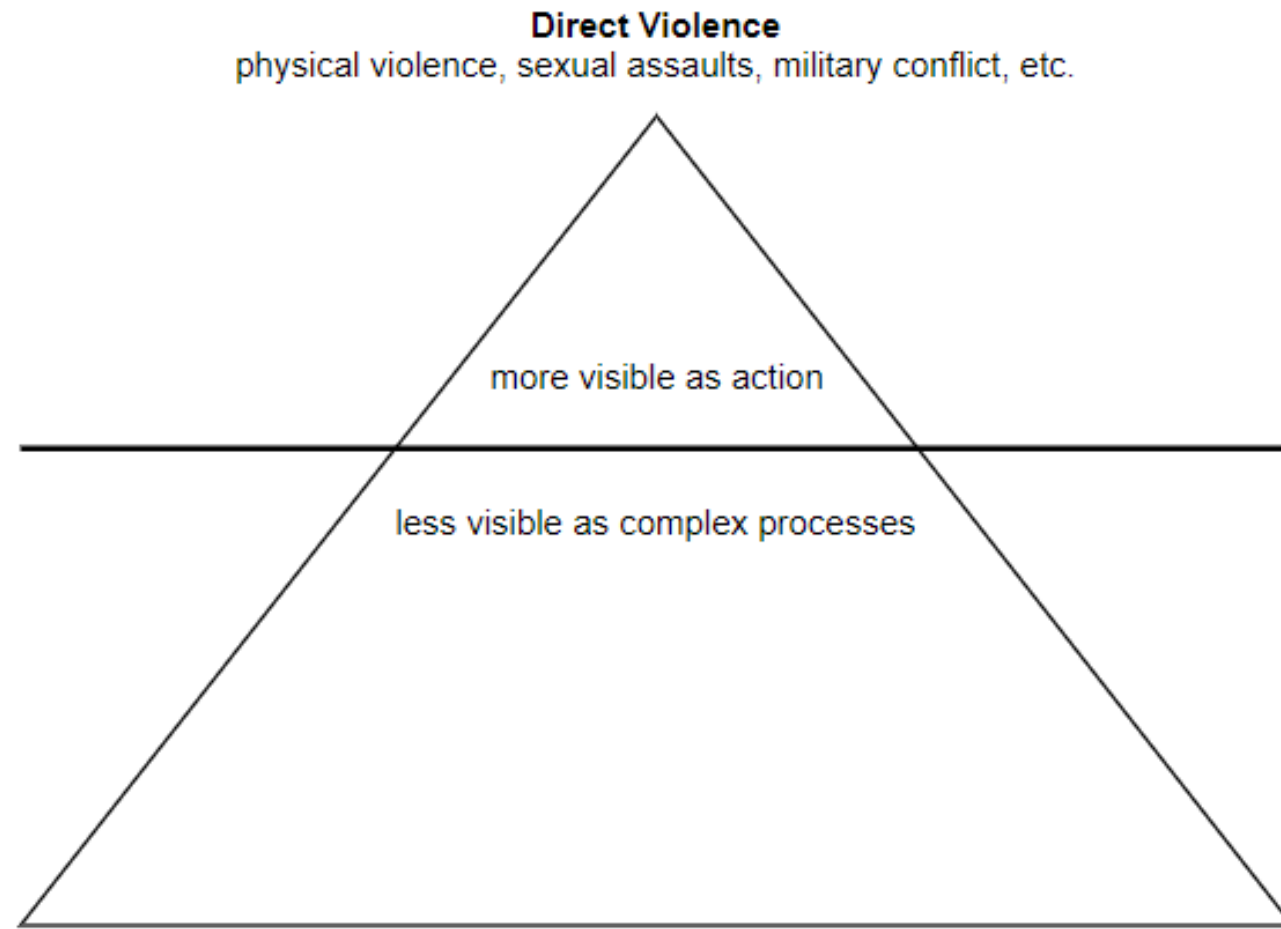 Direct Violence
physical violence, sexual assaults, military conflict, etc.
more visible as action
less visible as complex processes